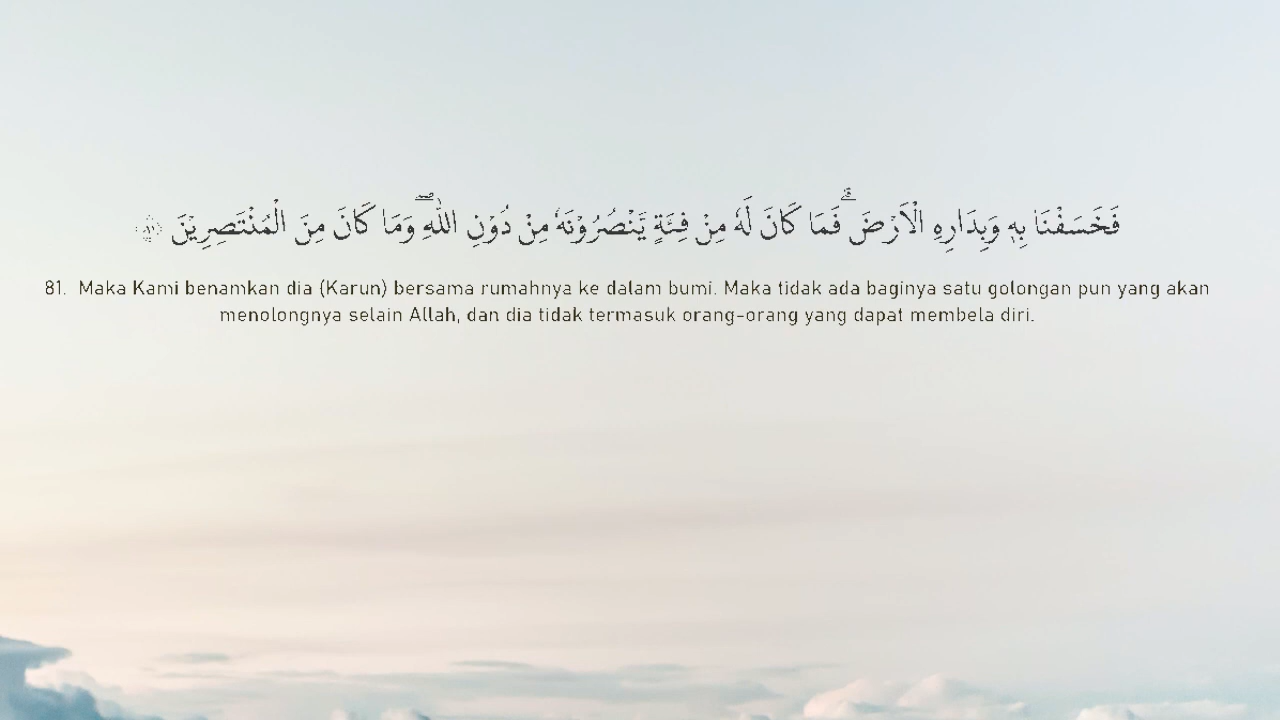 فَخَسَفْنَا بِهٖ وَبِدَارِهِ الْاَرْضَ ۗ فَمَا كَانَ لَهٗ مِنْ فِئَةٍ يَّنْصُرُوْنَهٗ مِنْ دُوْنِ اللّٰهِ ۖ وَمَا كَانَ مِنَ الْمُنْتَصِرِيْنَ ٨١
81. Maka Kami benamkan dia (Karun) bersama rumahnya ke dalam bumi. Maka tidak ada baginya satu golongan pun yang akan
menolongnya selain Allah, dan dia tidak termasuk orang-orang yang dapat membela diri.